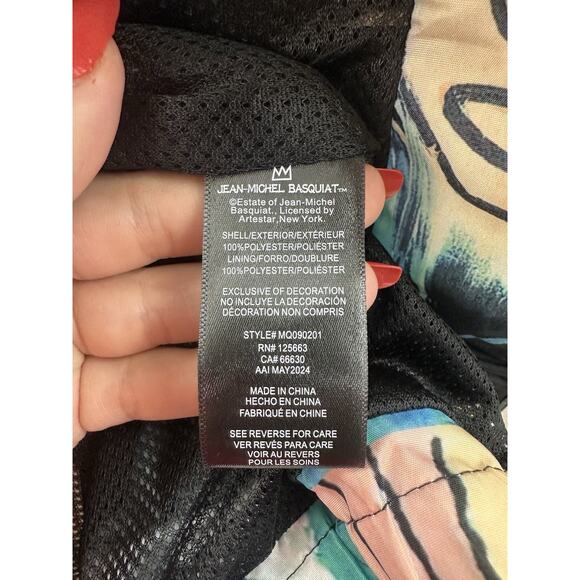 JEAN-MICHEL BASQUIAT™
©Estate of Jean-Michel
Basquiat., Licensed by
Artestar,New York.
SHELL/EXTERIOR/EXTÉRIEUR
100%POLYESTER/POLIÉSTER
LINING/FORRO/DOUBLURE
100%POLYESTER/POLIÉSTER
EXCLUSIVE OF DECORATION
NO INCLUYE LA DECORACIÓN
DÉCORATION NON COMPRIS
STYLE# MQ090201
RN# 125663
CA# 66630
AAI MAY2024
MADE IN CHINA
HECHO EN CHINA
FABRIQUÉ EN CHINE
SEE REVERSE FOR CARE
VER REVÉS PARA CARE
VOIR AU REVERS
POUR LES SOINS